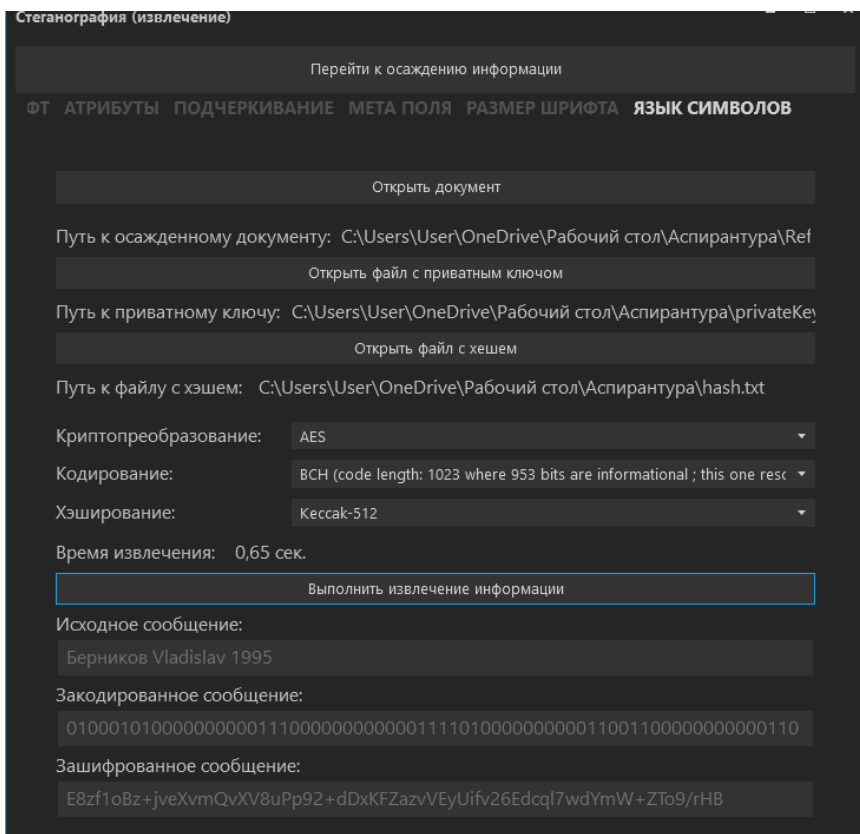 Стеганография (извлечение)
Перейти к осаждению информации
ФТ АТРИБУТЫ ПОДЧЕРКИВАНИЕ МЕТА ПОЛЯ РАЗМЕР ШРИФТА ЯЗЫК СИМВОЛОВ
Открыть документ
Путь к осажденному документу: C:\Users\User\OneDrive\Рабочий стол\Аспирантура\Ref
Открыть файл с приватным ключом
Путь к приватному ключу: C:\Users\User\OneDrive\Рабочий стол\Аспирантура\privateKey
Открыть файл с хешем
Путь к файлу с хэшем: C:\Users\User\OneDrive\Рабочий стол\Аспирантура\hash.txt
Криптопреобразование: AES
Кодирование: BCH (code length: 1023 where 953 bits are informational ; this one resc
Хэширование: Keccak-512
Время извлечения: 0,65 сек.
Выполнить извлечение информации
Исходное сообщение:
Берников Vladislav 1995
Закодированное сообщение:
0100010100000000001110000000000001111010000000000110011000000000000110
Зашифрованное сообщение:
E8zf1oBz+jveXvmQvXV8uPp92+dDxKFZazvVEyUifv26Edcql7wdYmW+ZTo9/rHB